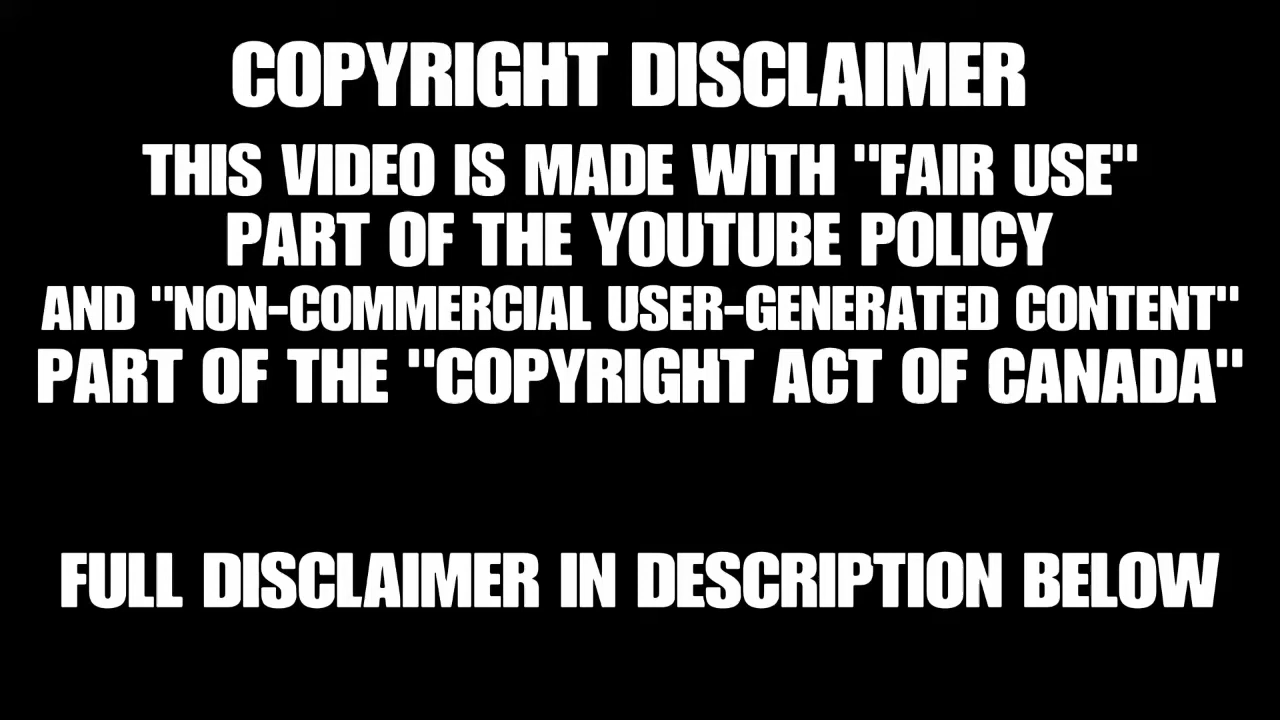 COPYRIGHT DISCLAIMER
THIS VIDEO IS MADE WITH "FAIR USE"
PART OF THE YOUTUBE POLICY
AND "NON-COMMERCIAL USER-GENERATED CONTENT"
PART OF THE "COPYRIGHT ACT OF CANADA"
FULL DISCLAIMER IN DESCRIPTION BELOW